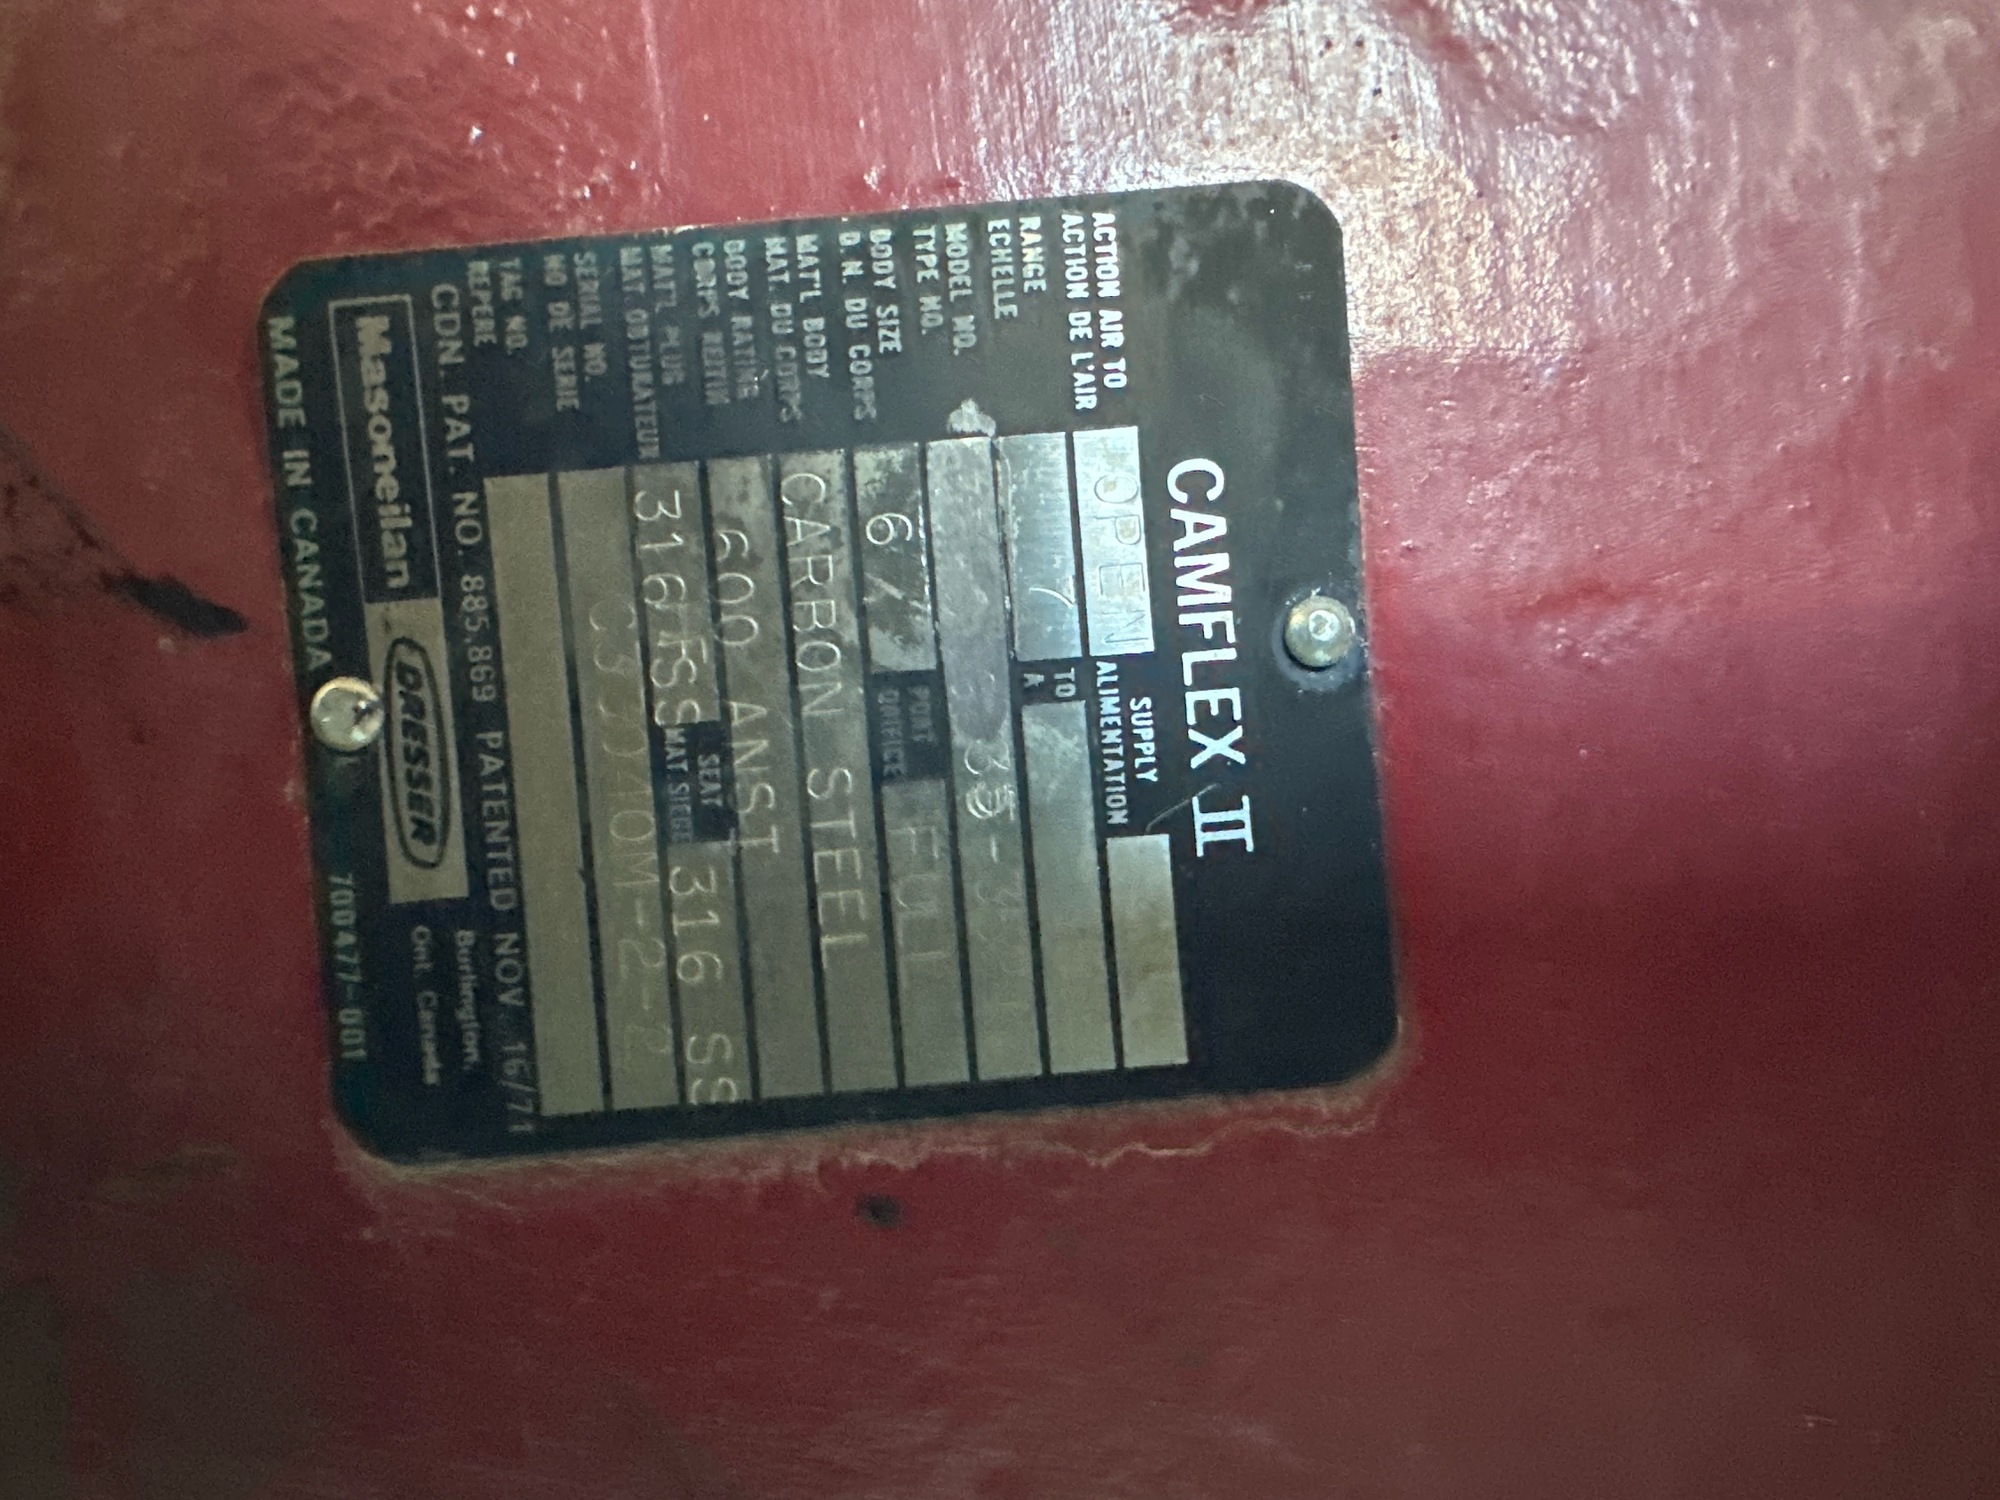 CAMFLEX II
ACTION AIR TO OPEN SUPPLY
ACTION DE L'AIR ALIMENTATION
RANGE 7 TO
ECHELLE A
MODEL NO. 35-
TYPE NO.
BODY SIZE 6 PORT FULL
D.N. DU CORPS ORIFICE
MAT'L BODY CARBON STEEL
MAT. DU CORPS
BODY RATING 600 ANSI
CORPS
MAT'L PLUG 316 SS SEAT 316 SS
MAT OBTURATEUR MAT SIEGE
SERIAL NO.
NO DE SERIE
TAG NO.
REPERE
CDN. PAT. NO. 885,869 PATENTED NOV. 16/71
Masoneilan DRESSER Burlington,
Ont. Canada
MADE IN CANADA 700477-001